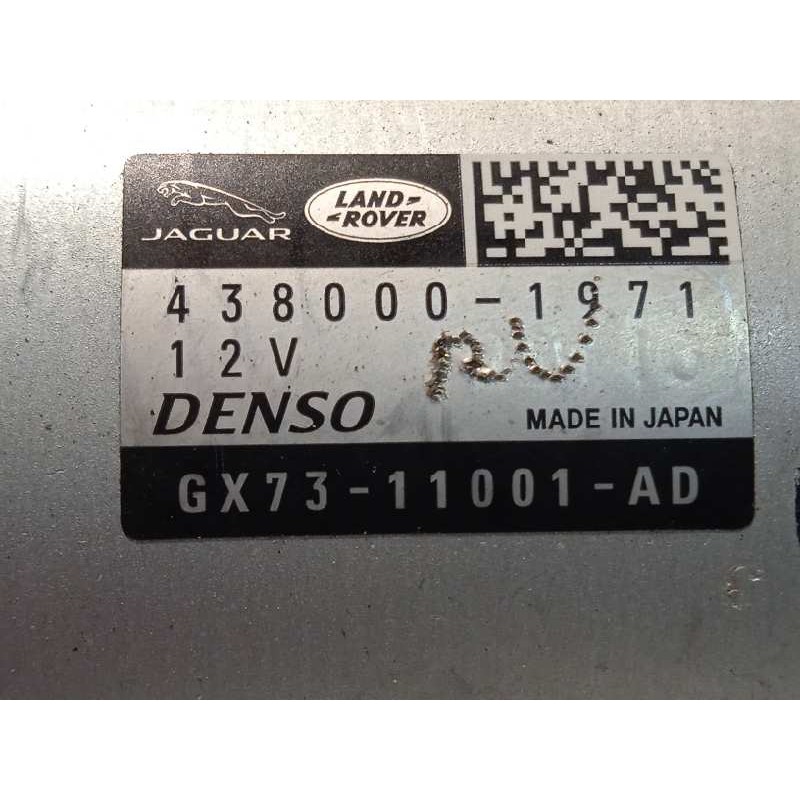 JAGUAR
LAND-
-ROVER
438000-1971
12V
DENSO
MADE IN JAPAN
GX73-11001-AD